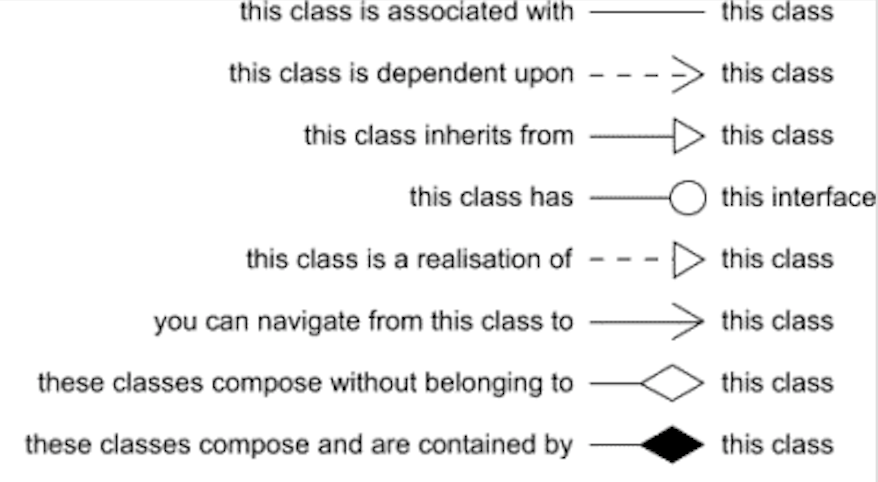 this class is associated with this class
this class is dependent upon this class
this class inherits from this class
this class has this interface
this class is a realisation of this class
you can navigate from this class to this class
these classes compose without belonging to this class
these classes compose and are contained by this class